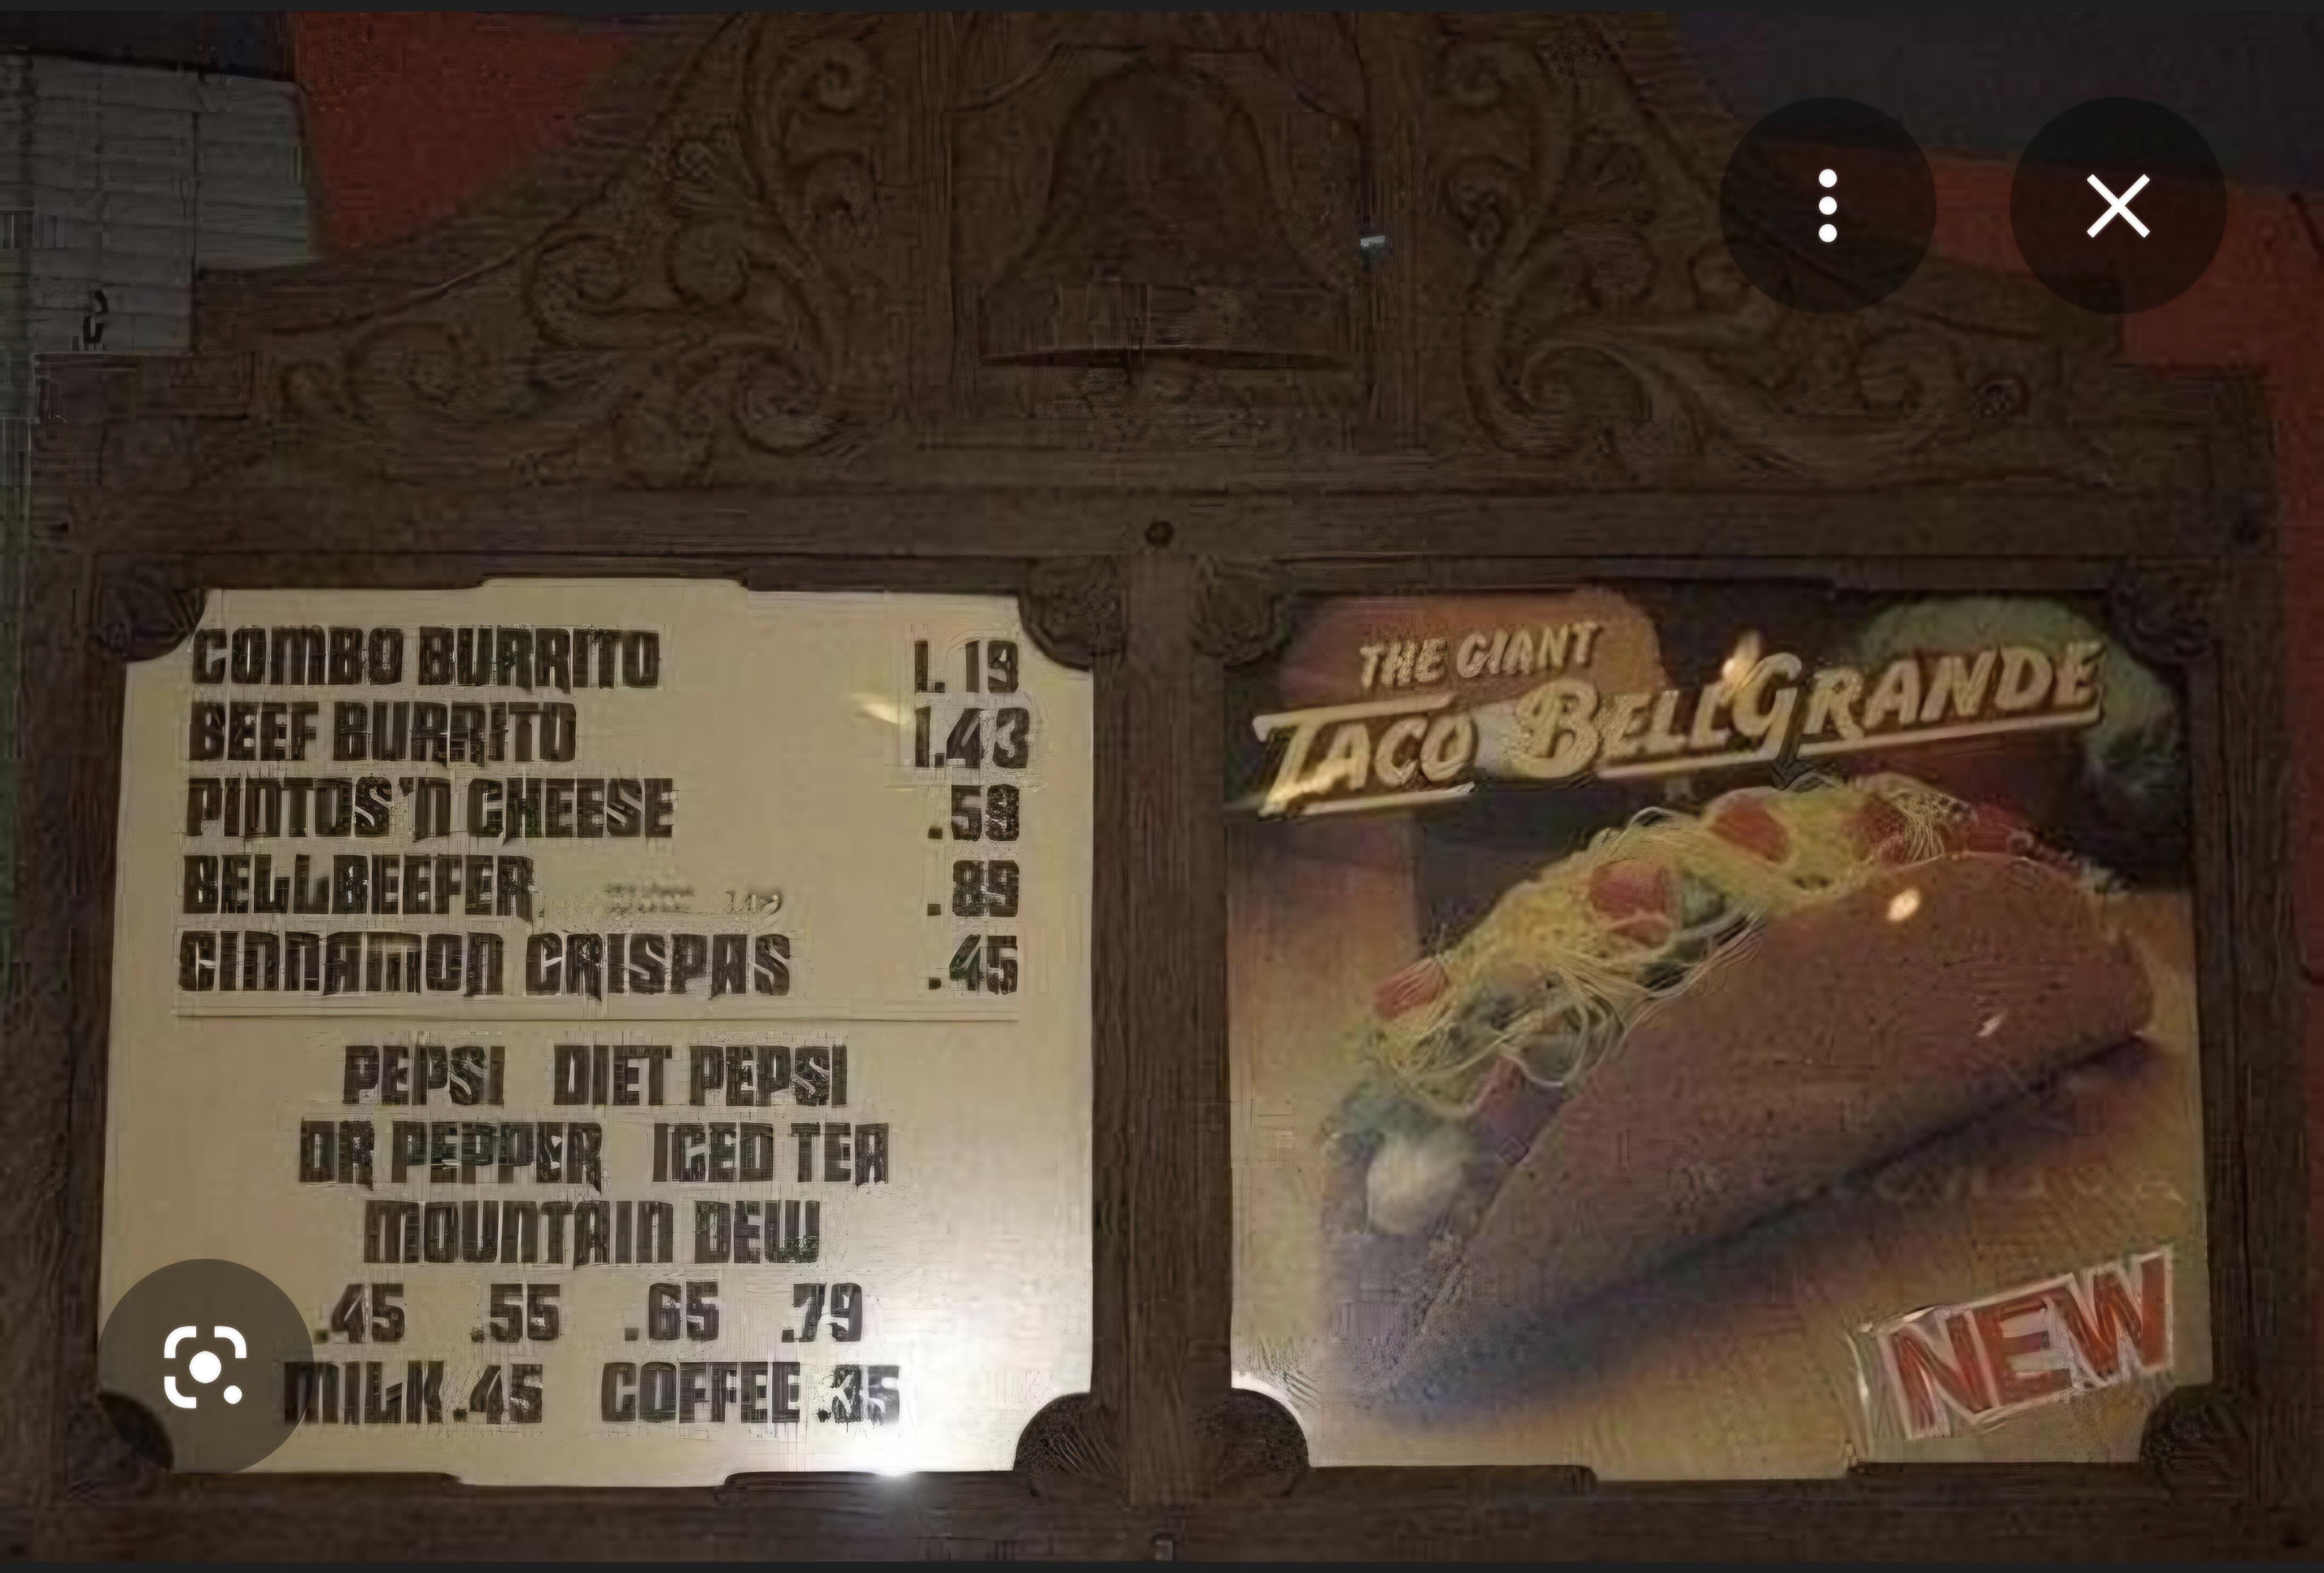 COMBO BURRITO 1.19
BEEF BURRITO 1.43
PINTOS 'N CHEESE .59
BELLBEEFER .89
CINNAMON CRISPAS .45
PEPSI DIET PEPSI
DR PEPPER ICED TEA
MOUNTAIN DEW
.45 .55 .65 .79
MILK .45 COFFEE .35
THE GIANT
TACO BELLGRANDE
NEW